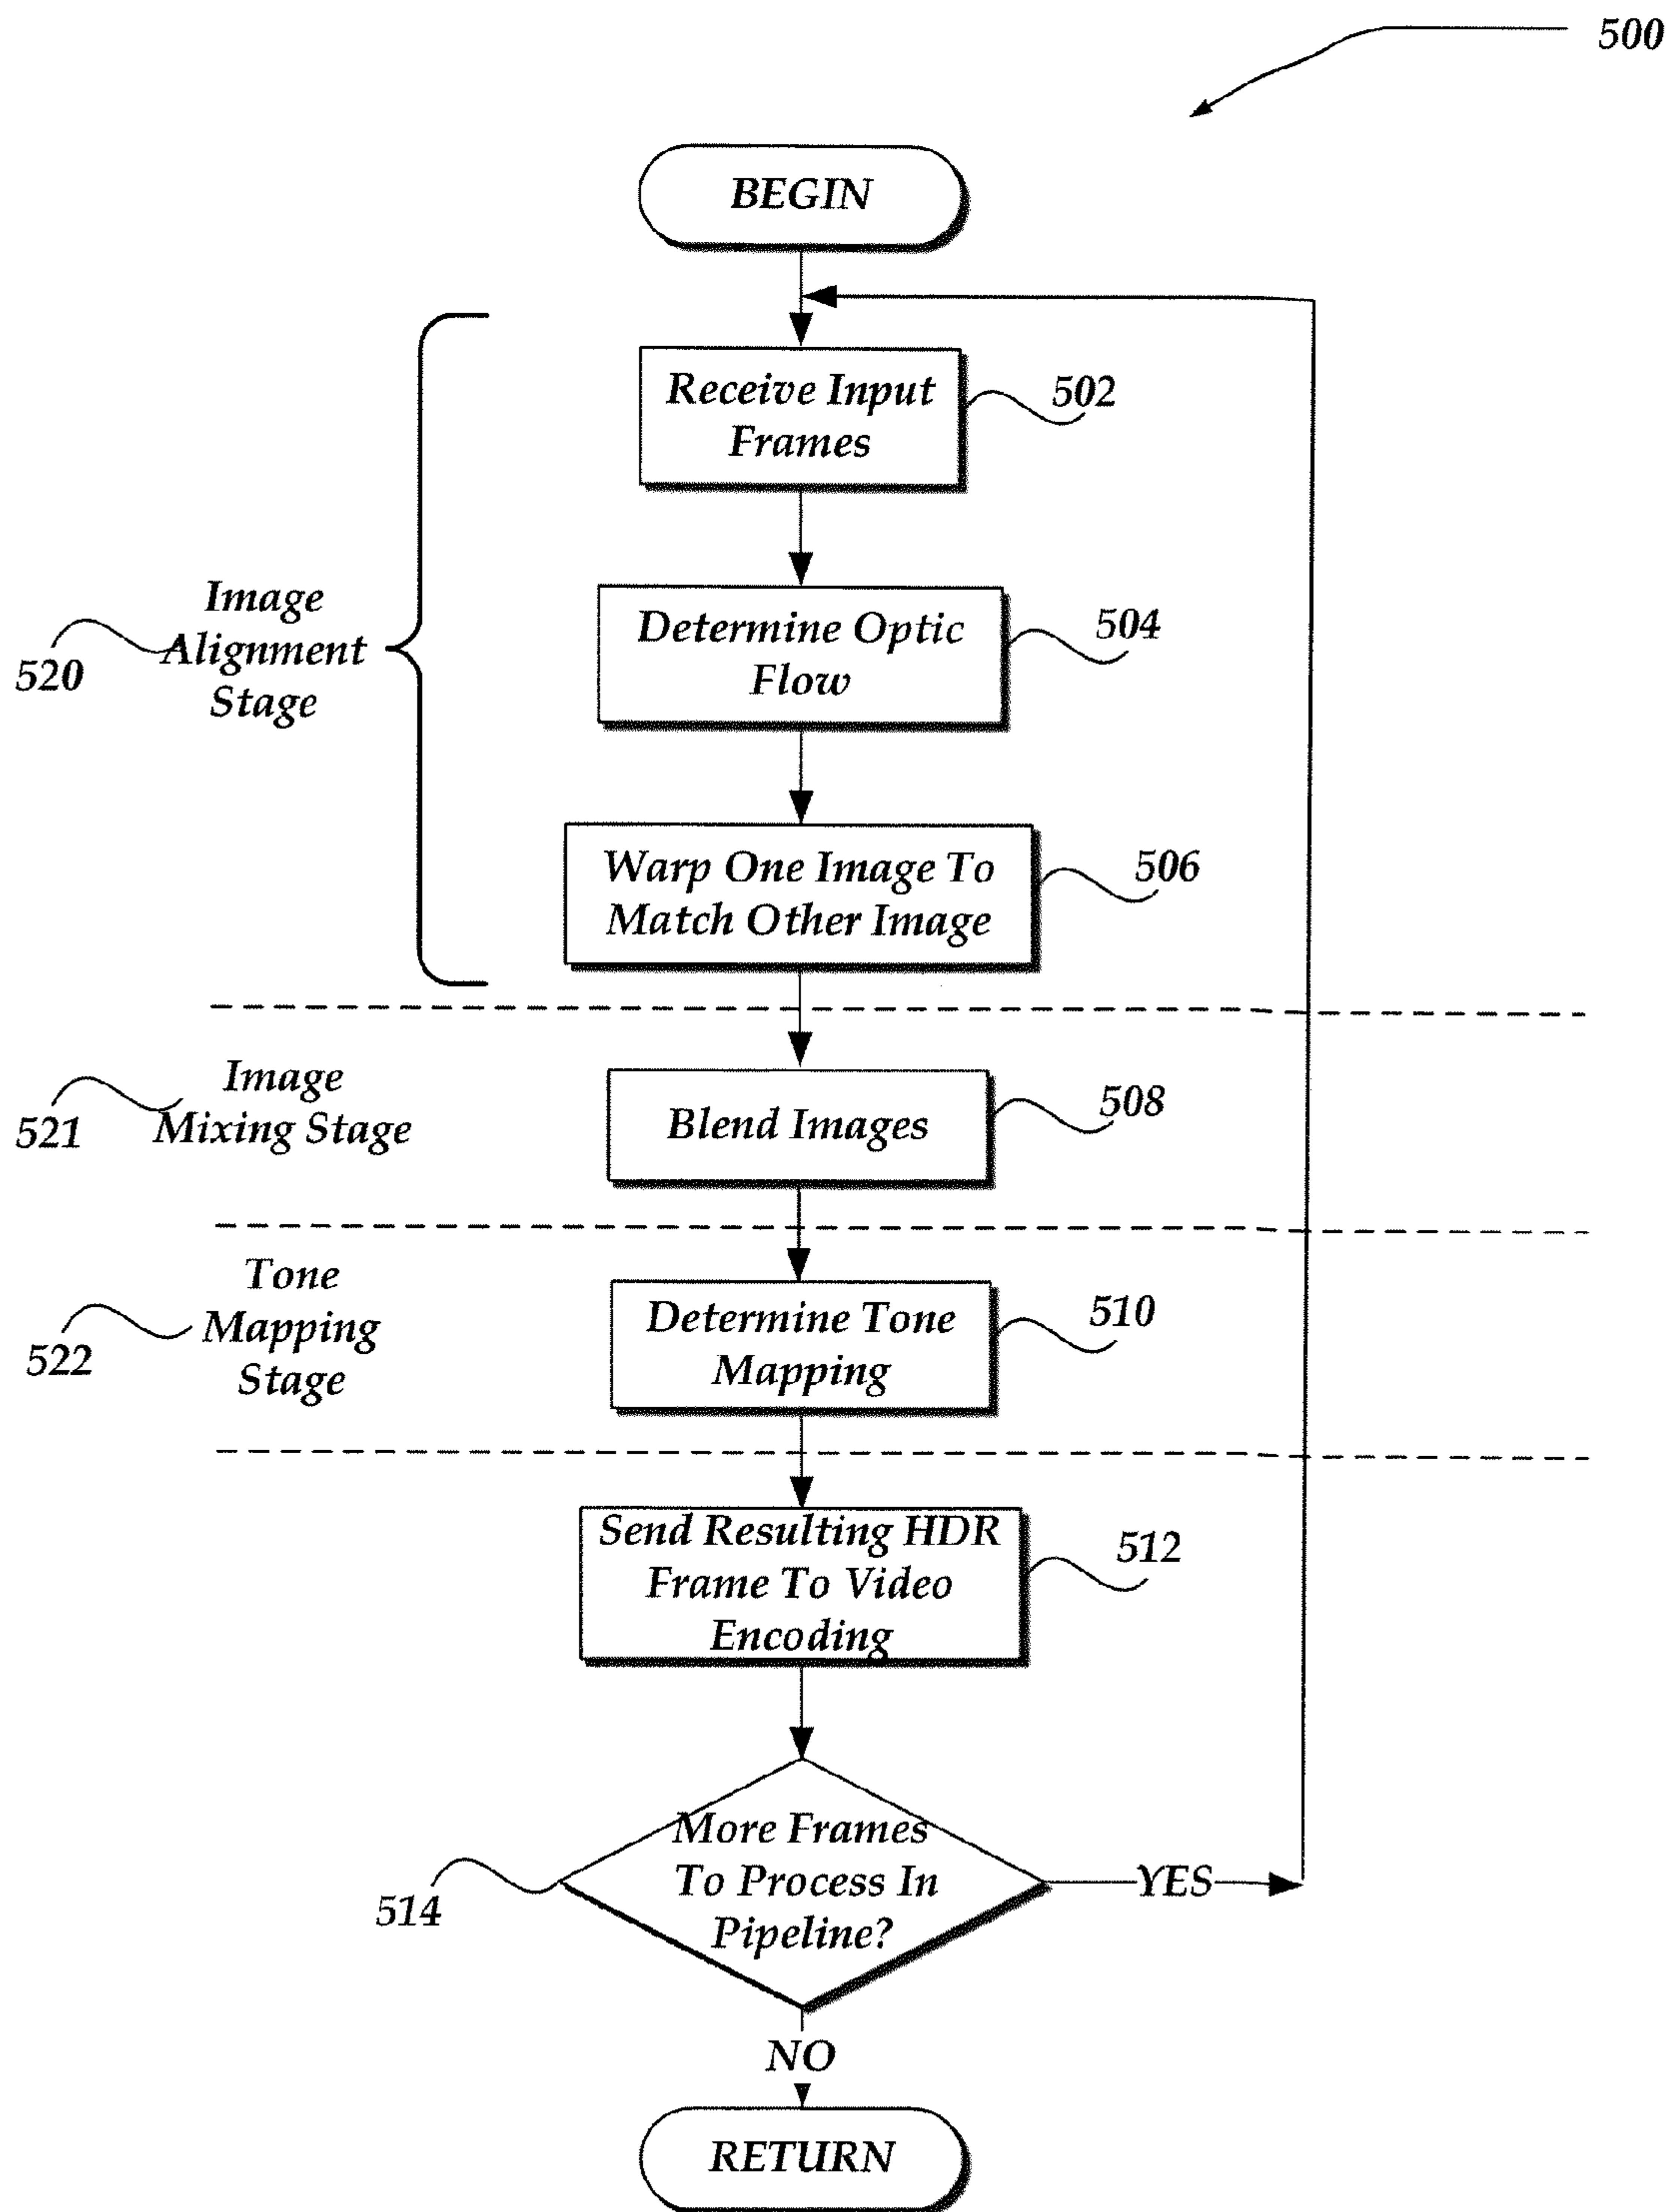 500
BEGIN
Receive Input
Frames
502
Determine Optic
Flow
504
Image
Alignment
Stage
520
Warp One Image To
Match Other Image
506
Image
Mixing Stage
521
Blend Images
508
Tone
Mapping
Stage
522
Determine Tone
Mapping
510
Send Resulting HDR
Frame To Video
Encoding
512
More Frames
To Process In
Pipeline?
514
YES
NO
RETURN